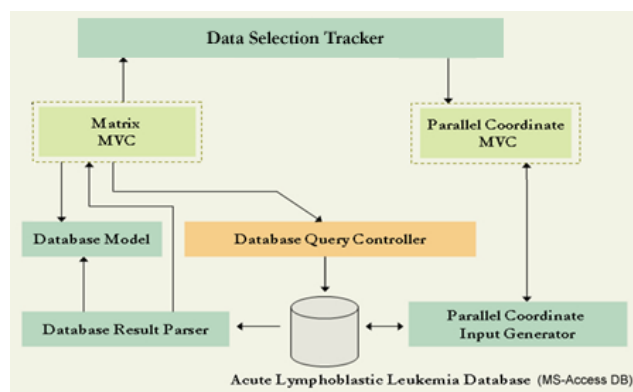 Data Selection Tracker
Matrix
MVC
Parallel Coordinate
MVC
Database Model
Database Query Controller
Database Result Parser
Parallel Coordinate
Input Generator
Acute Lymphoblastic Leukemia Database (MS-Access DB)